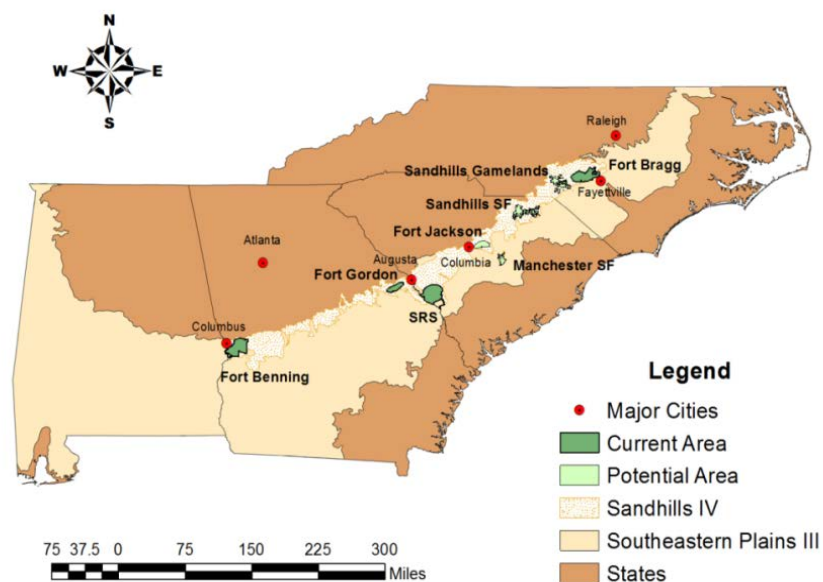 N
W E
S
Raleigh
Sandhills Gamelands
Fort Bragg
Fayettville
Sandhills SF
Fort Jackson
Atlanta
Augusta
Columbia
Manchester SF
Fort Gordon
SRS
Columbus
Fort Benning
Legend
Major Cities
Current Area
Potential Area
Sandhills IV
Southeastern Plains III
States
75 37.5 0 75 150 225 300
Miles